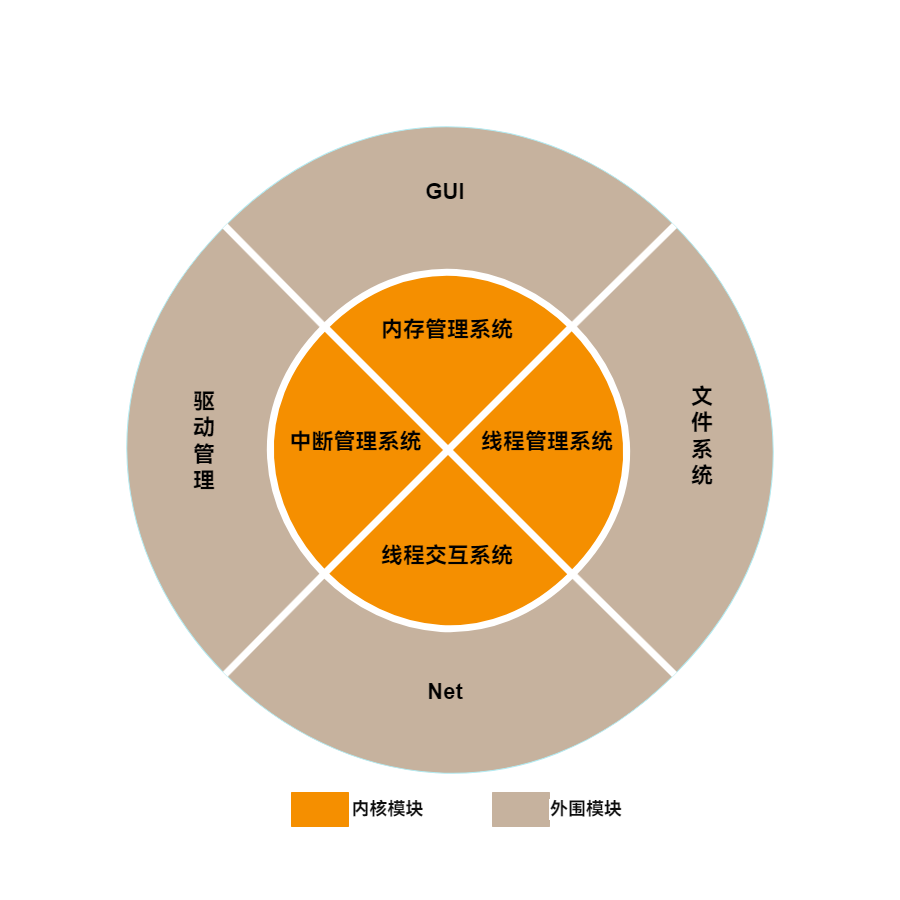 GUI
内存管理系统
驱动管理
中断管理系统
线程管理系统
文件系统
线程交互系统
Net
内核模块
外围模块